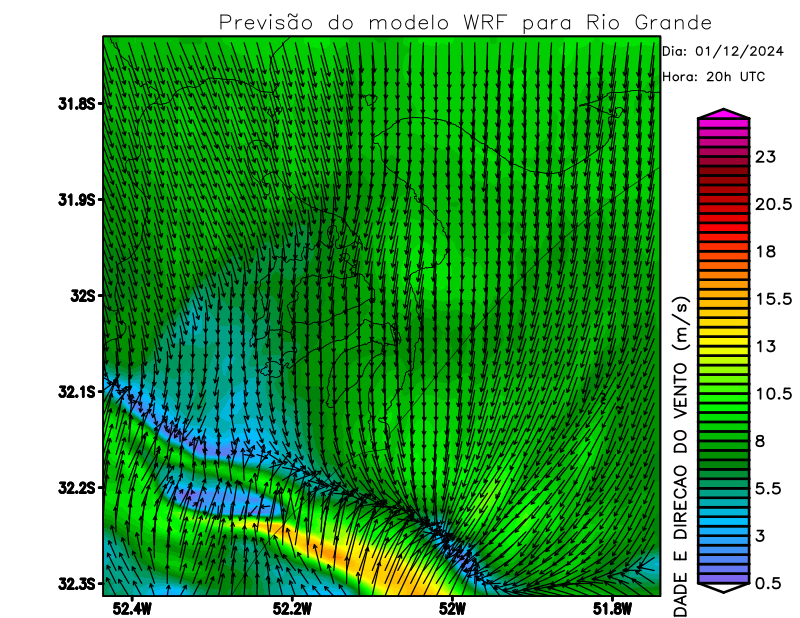 Previsão do modelo WRF para Rio Grande
Dia: 01/12/2024
Hora: 20h UTC
31.8S
31.9S
32S
32.1S
32.2S
32.3S
52.4W
52.2W
52W
51.8W
23
20.5
18
15.5
13
10.5
8
5.5
3
0.5
DADE E DIRECAO DO VENTO (m/s)